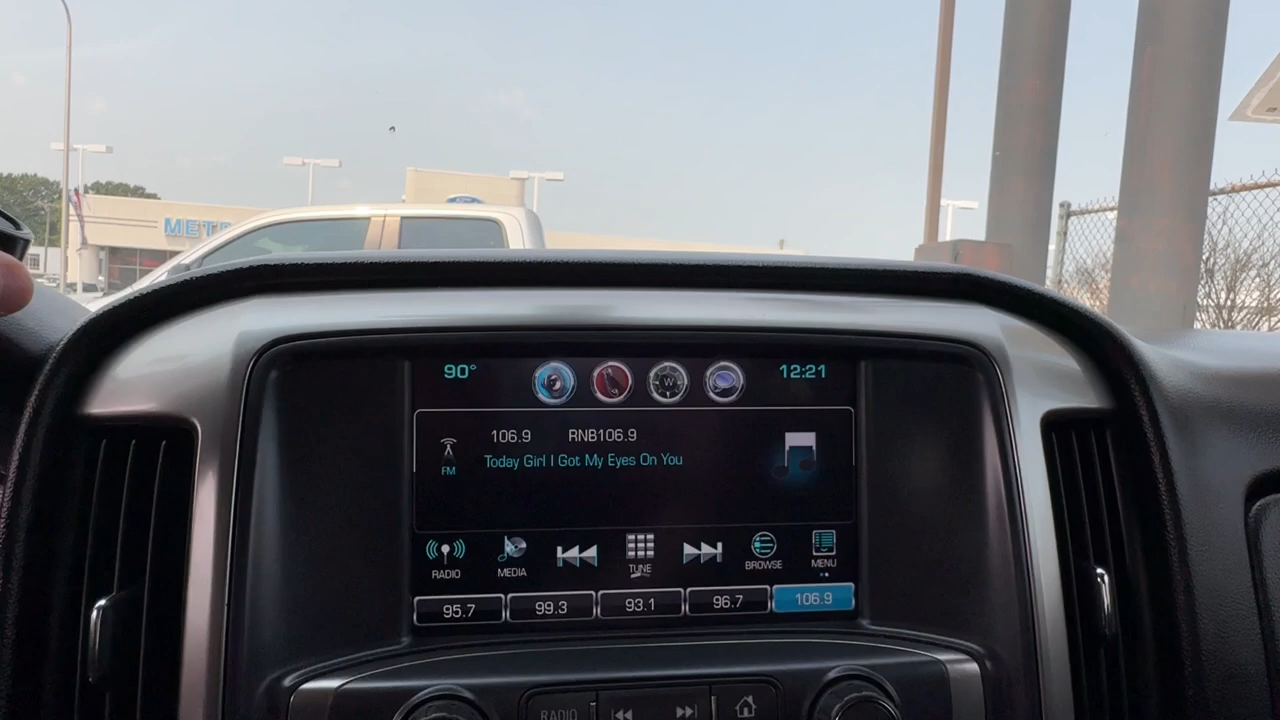 METR
Ford
90°
W
12:21
106.9 RNB106.9
FM
Today Girl I Got My Eyes On You
RADIO
MEDIA
TUNE
BROWSE
MENU
95.7
99.3
93.1
96.7
106.9
RADIO